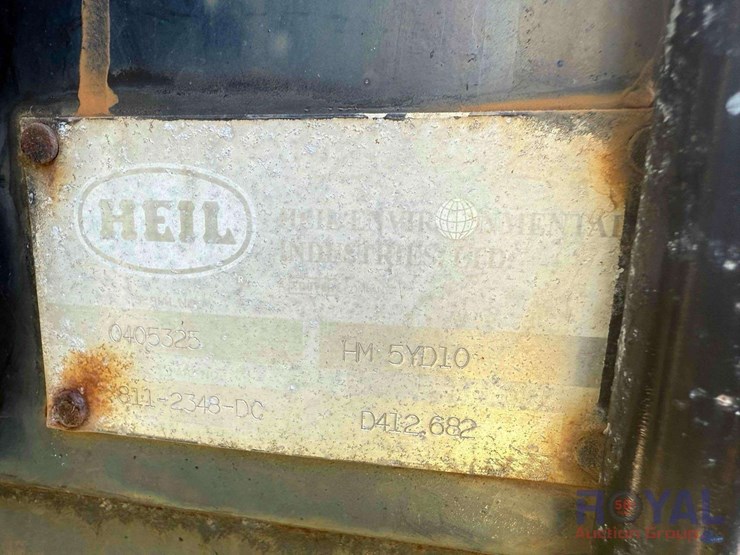 HEIL
HEIL ENVIRONMENTAL
INDUSTRIES, LTD.
0405325
HM 5YD10
811-2348-DC
D412.682
ROYAL
Auction Group